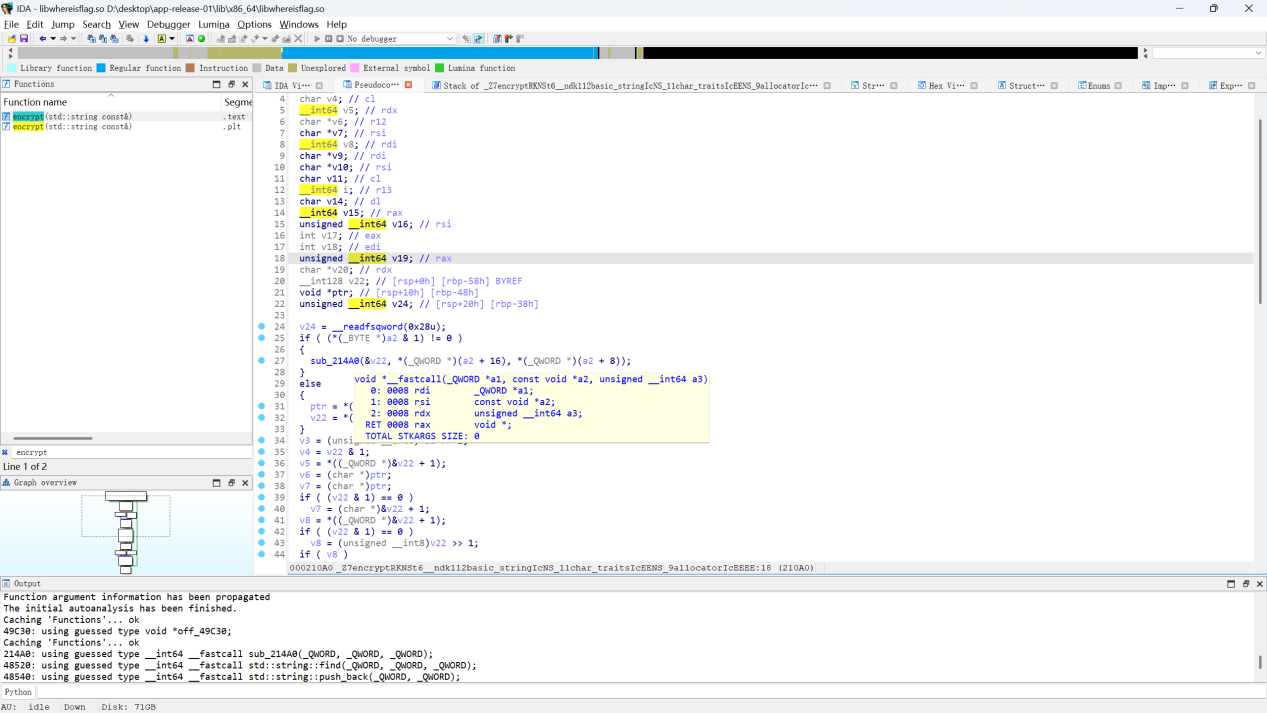 IDA - libwhereisflag.so D:\desktop\app-release-01\lib\x86_64\libwhereisflag.so
File Edit Jump Search View Debugger Lumina Options Windows Help
No debugger
Library function Regular function Instruction Data Unexplored External symbol Lumina function
Functions
IDA Vi··· Pseudoco··· Stack of _Z7encryptRKNSt6__ndk112basic_stringIcNS_11char_traitsIcEENS_9allocatorIc··· Str··· Hex Vi··· Struct··· Enums Imp··· Exp···
Function name Segme
encrypt(std::string const&) .text
encrypt(std::string const&) .plt
encrypt
Line 1 of 2
Graph overview
4 char v4; // cl
5 __int64 v5; // rdx
6 char *v6; // r12
7 char *v7; // rsi
8 __int64 v8; // rdi
9 char *v9; // rdi
10 char *v10; // rsi
11 char v11; // cl
12 __int64 i; // r13
13 char v14; // dl
14 __int64 v15; // rax
15 unsigned __int64 v16; // rsi
16 int v17; // eax
17 int v18; // edi
18 unsigned __int64 v19; // rax
19 char *v20; // rdx
20 __int128 v22; // [rsp+0h] [rbp-58h] BYREF
21 void *ptr; // [rsp+10h] [rbp-48h]
22 unsigned __int64 v24; // [rsp+20h] [rbp-38h]
23
24 v24 = __readfsqword(0x28u);
25 if ( (*(_BYTE *)a2 & 1) != 0 )
26 {
27 sub_214A0(&v22, *(_QWORD *)(a2 + 16), *(_QWORD *)(a2 + 8));
28 }
29 else
30 {
31 ptr = *(
32 v22 = *(
33 }
34 v3 = (unsig
35 v4 = v22 & 1;
36 v5 = *((_QWORD *)&v22 + 1);
37 v6 = (char *)ptr;
38 v7 = (char *)ptr;
39 if ( (v22 & 1) == 0 )
40 v7 = (char *)&v22 + 1;
41 v8 = *((_QWORD *)&v22 + 1);
42 if ( (v22 & 1) == 0 )
43 v8 = (unsigned __int8)v22 >> 1;
44 if ( v8 )
void *__fastcall(_QWORD *a1, const void *a2, unsigned __int64 a3)
0: 0008 rdi _QWORD *a1;
1: 0008 rsi const void *a2;
2: 0008 rdx unsigned __int64 a3;
RET 0008 rax void *;
TOTAL STKARGS SIZE: 0
000210A0 _Z7encryptRKNSt6__ndk112basic_stringIcNS_11char_traitsIcEENS_9allocatorIcEEEE:18 (210A0)
Output
Function argument information has been propagated
The initial autoanalysis has been finished.
Caching 'Functions'... ok
49C30: using guessed type void *off_49C30;
Caching 'Functions'... ok
214A0: using guessed type __int64 __fastcall sub_214A0(_QWORD, _QWORD, _QWORD);
48520: using guessed type __int64 __fastcall std::string::find(_QWORD, _QWORD, _QWORD);
48540: using guessed type __int64 __fastcall std::string::push_back(_QWORD, _QWORD);
Python
AU: idle Down Disk: 71GB